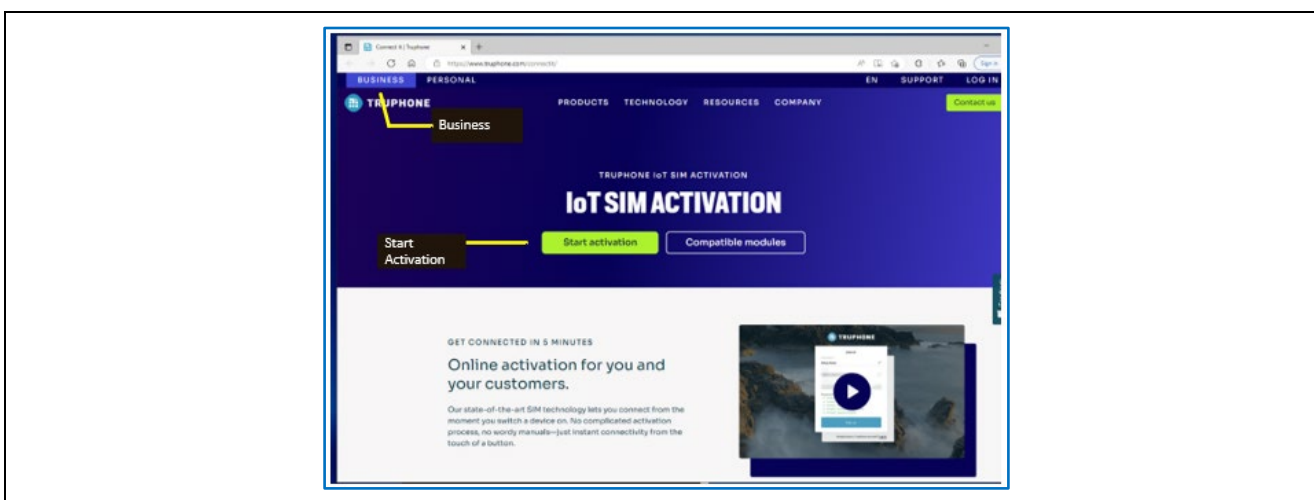 Connect It | Truphone
https://www.truphone.com/connectit/
Sign in
BUSINESS PERSONAL EN SUPPORT LOG IN
TRUPHONE PRODUCTS TECHNOLOGY RESOURCES COMPANY Contact us
Business
TRUPHONE IoT SIM ACTIVATION
IoT SIM ACTIVATION
Start activation Compatible modules
Start
Activation
GET CONNECTED IN 5 MINUTES
Online activation for you and
your customers.
Our state-of-the-art SIM technology lets you connect from the
moment you switch a device on. No complicated activation
process, no wordy manuals—just instant connectivity from the
touch of a button.
TRUPHONE